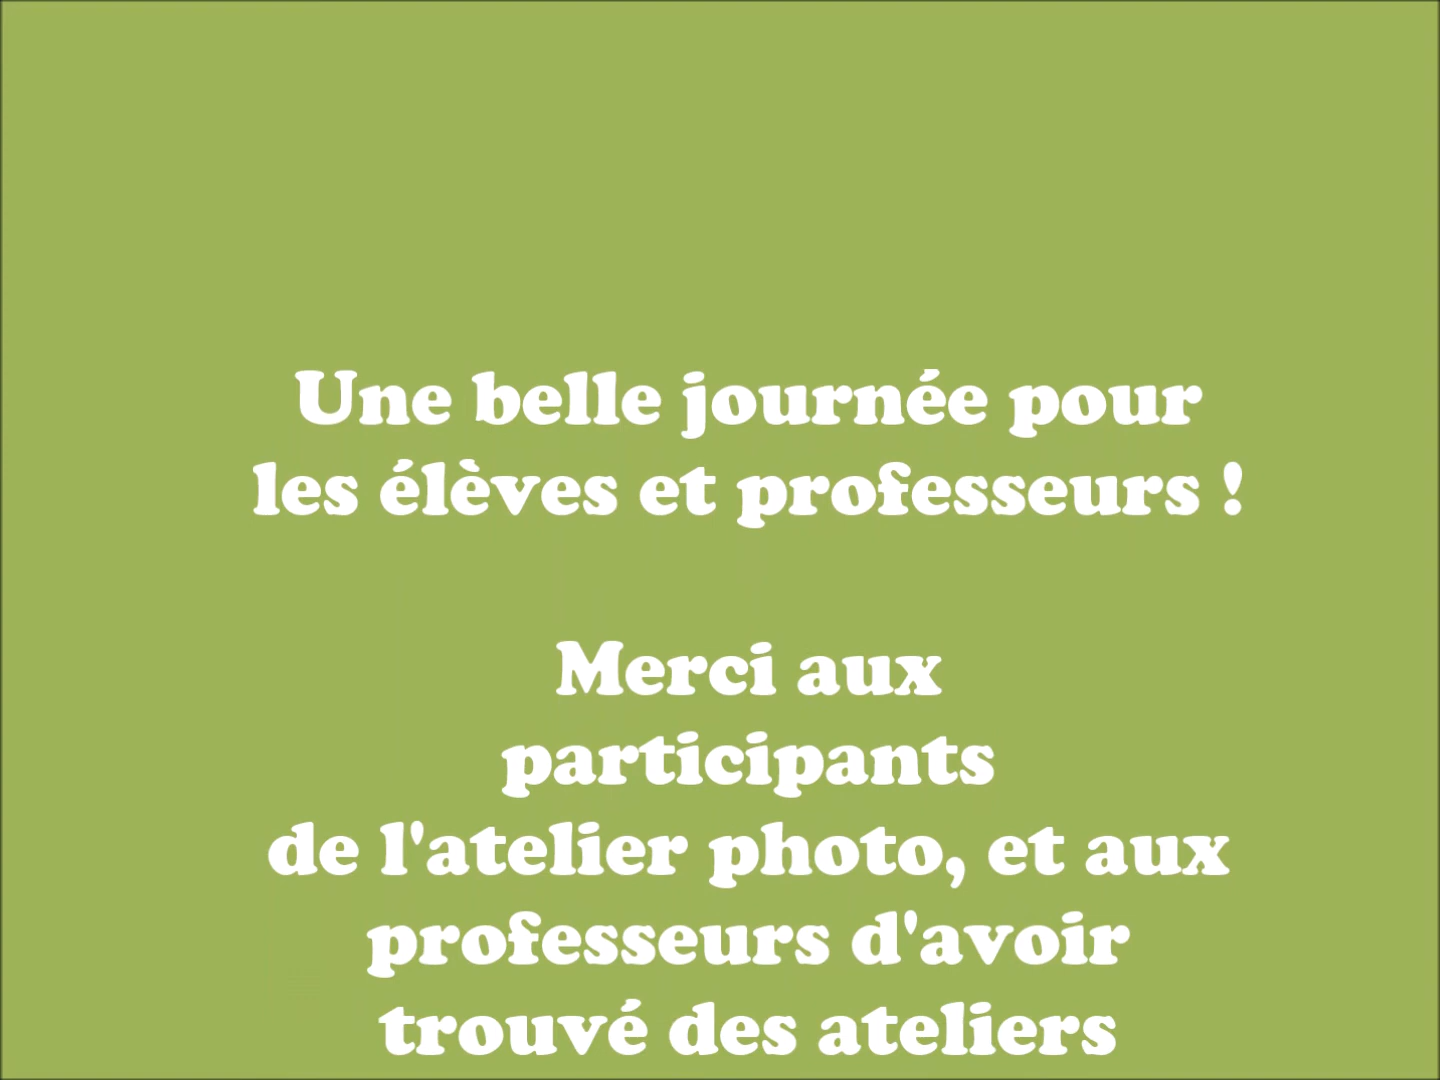 Une belle journée pour
les élèves et professeurs !
Merci aux
participants
de l'atelier photo, et aux
professeurs d'avoir
trouvé des ateliers